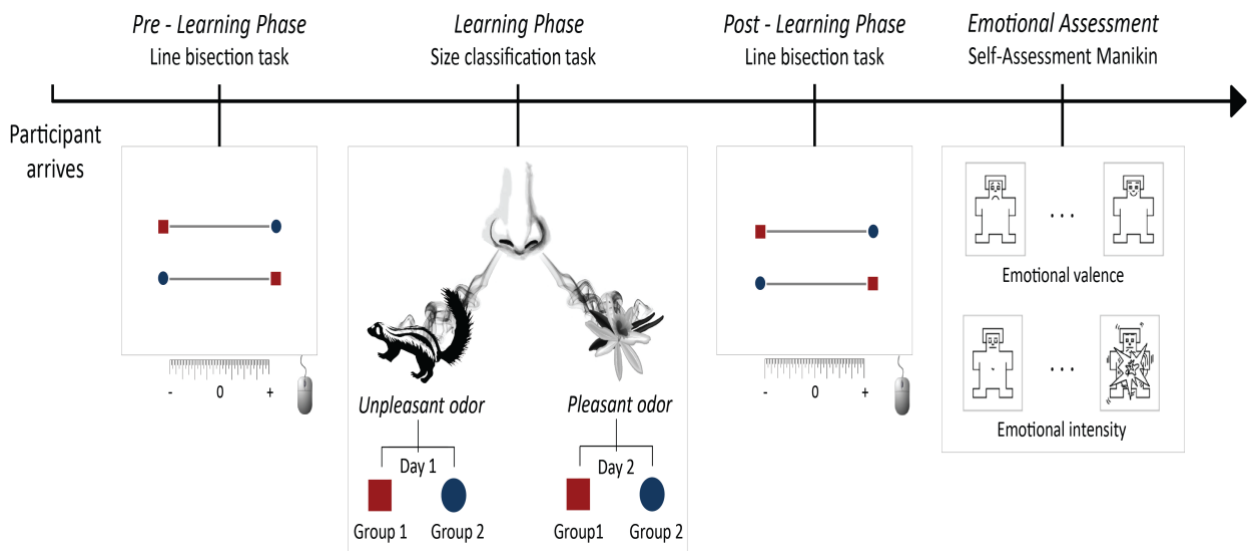 Pre - Learning Phase
Line bisection task
Learning Phase
Size classification task
Post - Learning Phase
Line bisection task
Emotional Assessment
Self-Assessment Manikin
Participant
arrives
- 0 +
Unpleasant odor
Day 1
Group 1 Group 2
Pleasant odor
Day 2
Group1 Group 2
- 0 +
...
Emotional valence
...
Emotional intensity